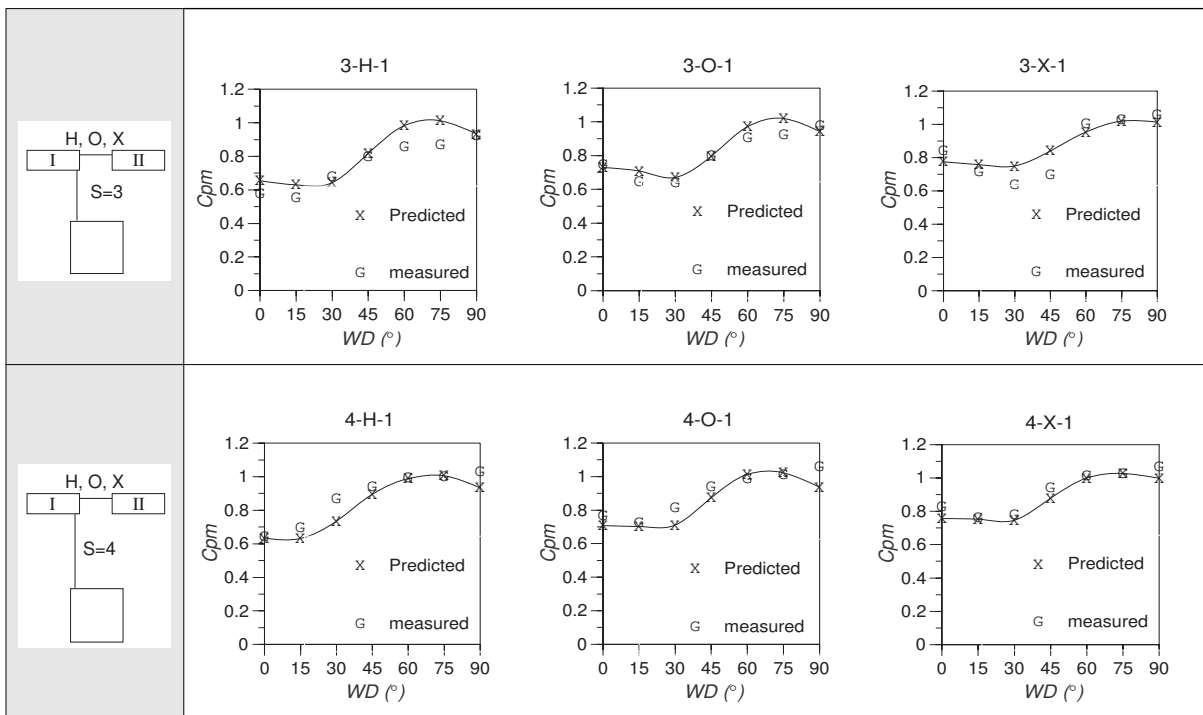 H, O, X
I II
S=3
3-H-1
1.2
1
0.8
0.6
0.4
0.2
0
Cpm
X Predicted
G measured
0 15 30 45 60 75 90
WD (°)
3-O-1
1.2
1
0.8
0.6
0.4
0.2
0
Cpm
X Predicted
G measured
0 15 30 45 60 75 90
WD (°)
3-X-1
1.2
1
0.8
0.6
0.4
0.2
0
Cpm
X Predicted
G measured
0 15 30 45 60 75 90
WD (°)
H, O, X
I II
S=4
4-H-1
1.2
1
0.8
0.6
0.4
0.2
0
Cpm
X Predicted
G measured
0 15 30 45 60 75 90
WD (°)
4-O-1
1.2
1
0.8
0.6
0.4
0.2
0
Cpm
X Predicted
G measured
0 15 30 45 60 75 90
WD (°)
4-X-1
1.2
1
0.8
0.6
0.4
0.2
0
Cpm
X Predicted
G measured
0 15 30 45 60 75 90
WD (°)